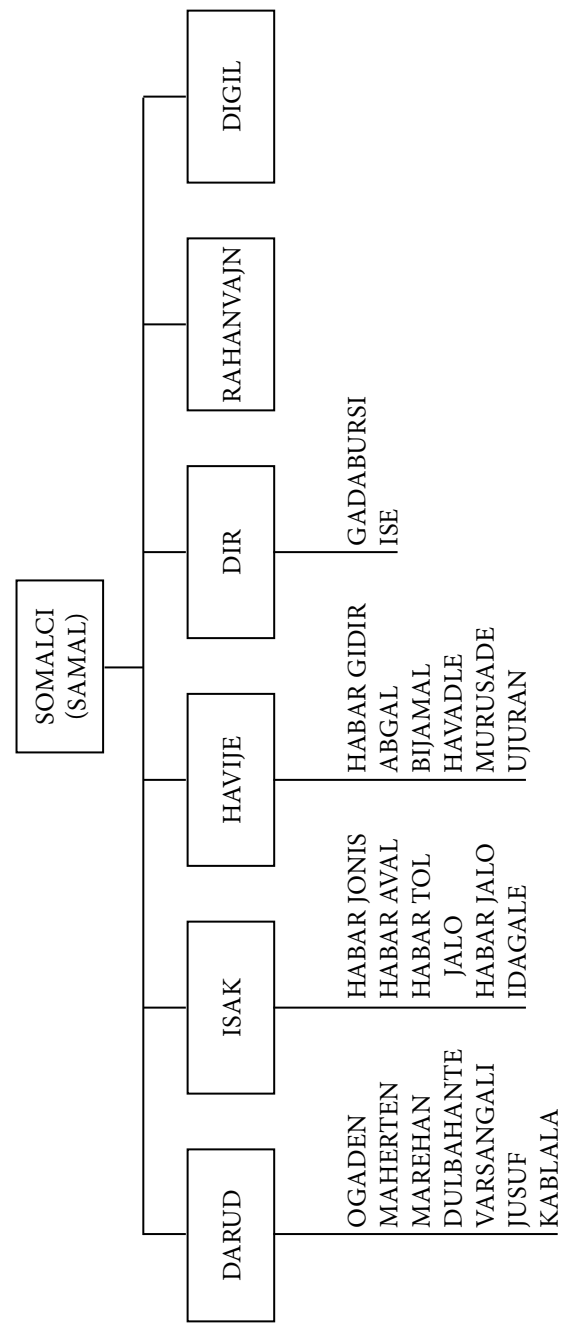 SOMALCI
(SAMAL)
DARUD
OGADEN
MAHERTEN
MAREHAN
DULBAHANTE
VARSANGALI
JUSUF
KABLALA
ISAK
HABAR JONIS
HABAR AVAL
HABAR TOL
JALO
HABAR JALO
IDAGALE
HAVIJE
HABAR GIDIR
ABGAL
BIJAMAL
HAVADLE
MURUSADE
UJURAN
DIR
GADABURSI
ISE
RAHANVAJN
DIGIL